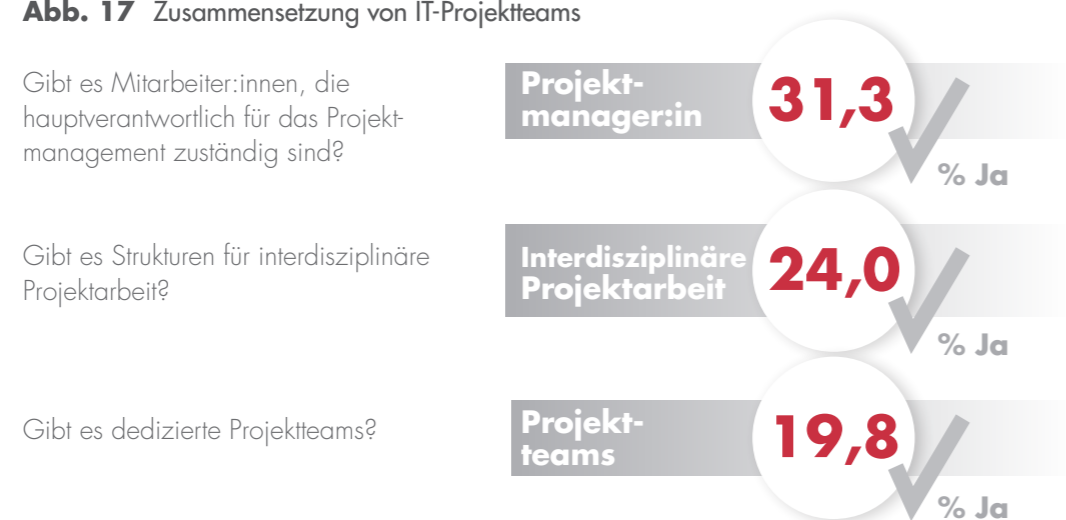 Abb. 17 Zusammensetzung von IT-Projektteams
Gibt es Mitarbeiter:innen, die
hauptverantwortlich für das Projekt-
management zuständig sind?
Projekt-
manager:in
31,3
% Ja
Gibt es Strukturen für interdisziplinäre
Projektarbeit?
Interdisziplinäre
Projektarbeit
24,0
% Ja
Gibt es dedizierte Projektteams?
Projekt-
teams
19,8
% Ja